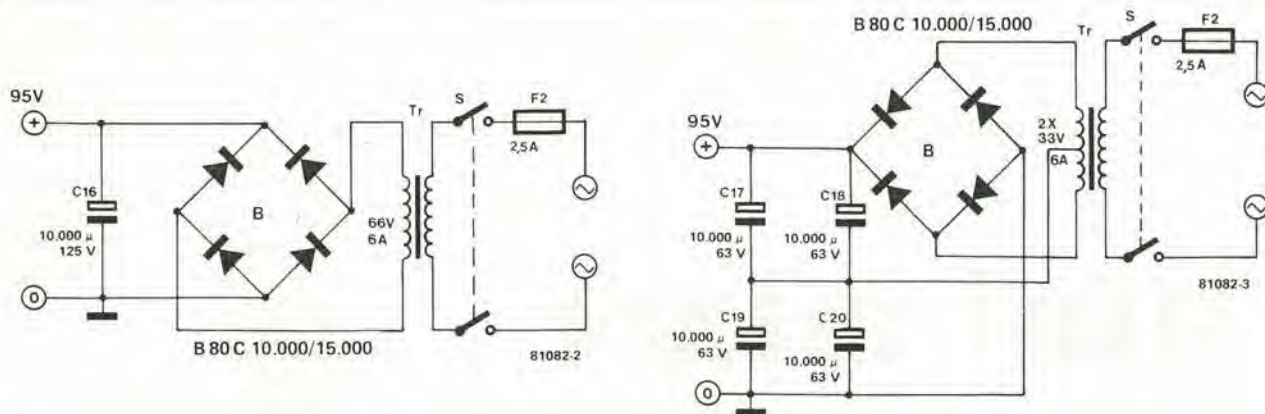 95V
+
C16
10.000 µ
125 V
0
B
B 80 C 10.000/15.000
66V
6A
Tr
S
F2
2,5 A
81082-2
B 80 C 10.000/15.000
95V
+
C17
10.000 µ
63 V
C18
10.000 µ
63 V
C19
10.000 µ
63 V
C20
10.000 µ
63 V
0
B
2X
33V
6A
Tr
S
F2
2,5 A
81082-3